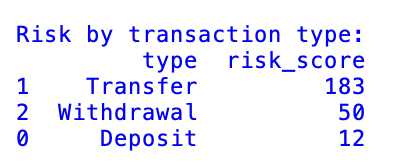 Risk by transaction type:
type risk_score
1 Transfer 183
2 Withdrawal 50
0 Deposit 12